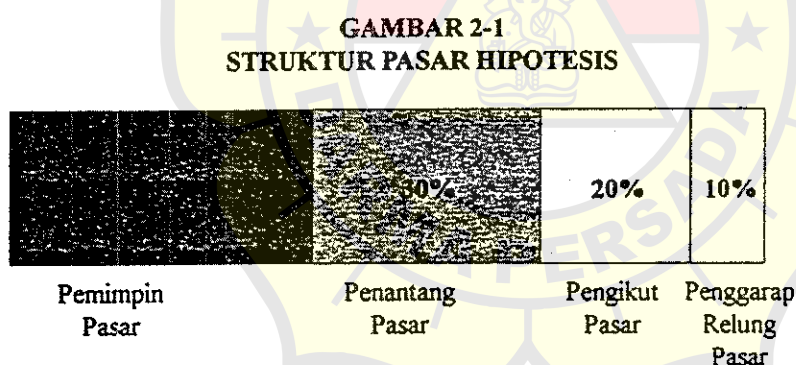 GAMBAR 2-1
STRUKTUR PASAR HIPOTESIS
30%
20%
10%
Pemimpin
Pasar
Penantang
Pasar
Pengikut
Pasar
Penggarap
Relung
Pasar